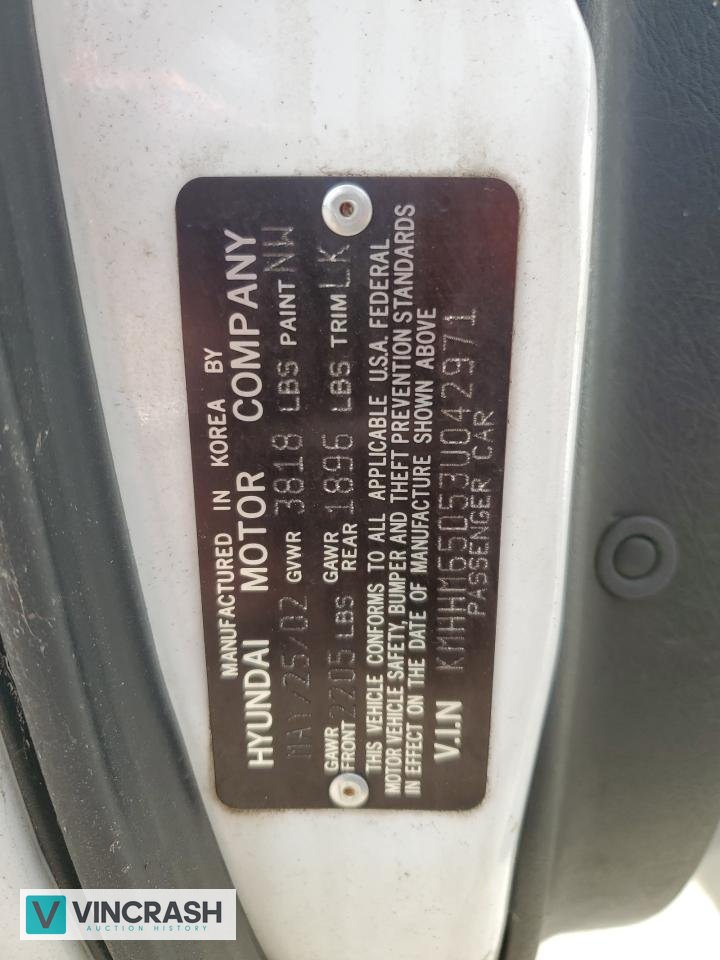 MANUFACTURED IN KOREA BY
HYUNDAI MOTOR COMPANY
MAY/25/02 GVWR 3818 LBS PAINT NW
GAWR FRONT 2205 LBS GAWR REAR 1896 LBS TRIM LK
THIS VEHICLE CONFORMS TO ALL APPLICABLE U.S.A. FEDERAL
MOTOR VEHICLE SAFETY, BUMPER AND THEFT PREVENTION STANDARDS
IN EFFECT ON THE DATE OF MANUFACTURE SHOWN ABOVE
V.I.N KMHHM65D53U042971
PASSENGER CAR
V VINCRASH
AUCTION HISTORY